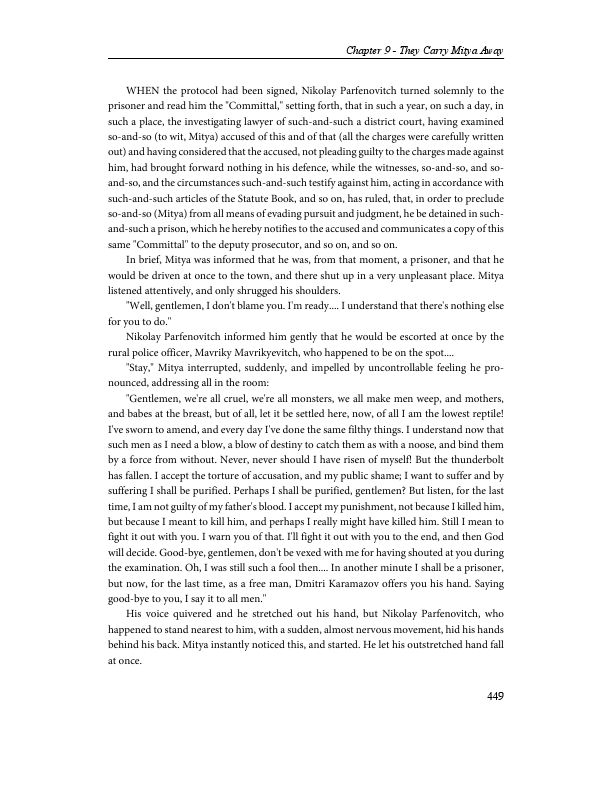 Chapter 9 - They Carry Mitya Away
WHEN the protocol had been signed, Nikolay Parfenovitch turned solemnly to the
prisoner and read him the "Committal," setting forth, that in such a year, on such a day, in
such a place, the investigating lawyer of such-and-such a district court, having examined
so-and-so (to wit, Mitya) accused of this and of that (all the charges were carefully written
out) and having considered that the accused, not pleading guilty to the charges made against
him, had brought forward nothing in his defence, while the witnesses, so-and-so, and so-
and-so, and the circumstances such-and-such testify against him, acting in accordance with
such-and-such articles of the Statute Book, and so on, has ruled, that, in order to preclude
so-and-so (Mitya) from all means of evading pursuit and judgment, he be detained in such-
and-such a prison, which he hereby notifies to the accused and communicates a copy of this
same "Committal" to the deputy prosecutor, and so on, and so on.
In brief, Mitya was informed that he was, from that moment, a prisoner, and that he
would be driven at once to the town, and there shut up in a very unpleasant place. Mitya
listened attentively, and only shrugged his shoulders.
"Well, gentlemen, I don't blame you. I'm ready.... I understand that there's nothing else
for you to do."
Nikolay Parfenovitch informed him gently that he would be escorted at once by the
rural police officer, Mavriky Mavrikyevitch, who happened to be on the spot....
"Stay," Mitya interrupted, suddenly, and impelled by uncontrollable feeling he pro-
nounced, addressing all in the room:
"Gentlemen, we're all cruel, we're all monsters, we all make men weep, and mothers,
and babes at the breast, but of all, let it be settled here, now, of all I am the lowest reptile!
I've sworn to amend, and every day I've done the same filthy things. I understand now that
such men as I need a blow, a blow of destiny to catch them as with a noose, and bind them
by a force from without. Never, never should I have risen of myself! But the thunderbolt
has fallen. I accept the torture of accusation, and my public shame; I want to suffer and by
suffering I shall be purified. Perhaps I shall be purified, gentlemen? But listen, for the last
time, I am not guilty of my father's blood. I accept my punishment, not because I killed him,
but because I meant to kill him, and perhaps I really might have killed him. Still I mean to
fight it out with you. I warn you of that. I'll fight it out with you to the end, and then God
will decide. Good-bye, gentlemen, don't be vexed with me for having shouted at you during
the examination. Oh, I was still such a fool then.... In another minute I shall be a prisoner,
but now, for the last time, as a free man, Dmitri Karamazov offers you his hand. Saying
good-bye to you, I say it to all men."
His voice quivered and he stretched out his hand, but Nikolay Parfenovitch, who
happened to stand nearest to him, with a sudden, almost nervous movement, hid his hands
behind his back. Mitya instantly noticed this, and started. He let his outstretched hand fall
at once.
449